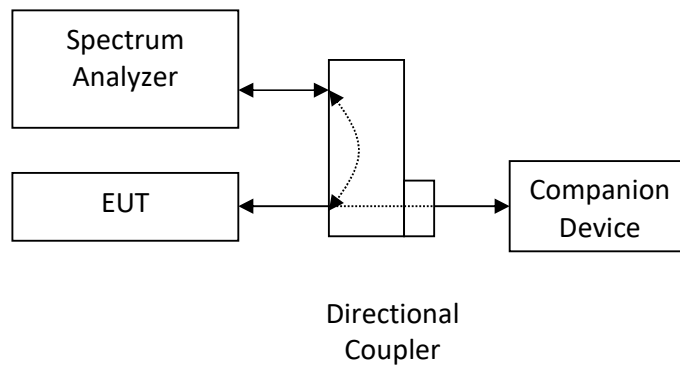 Spectrum
Analyzer
EUT
Companion
Device
Directional
Coupler